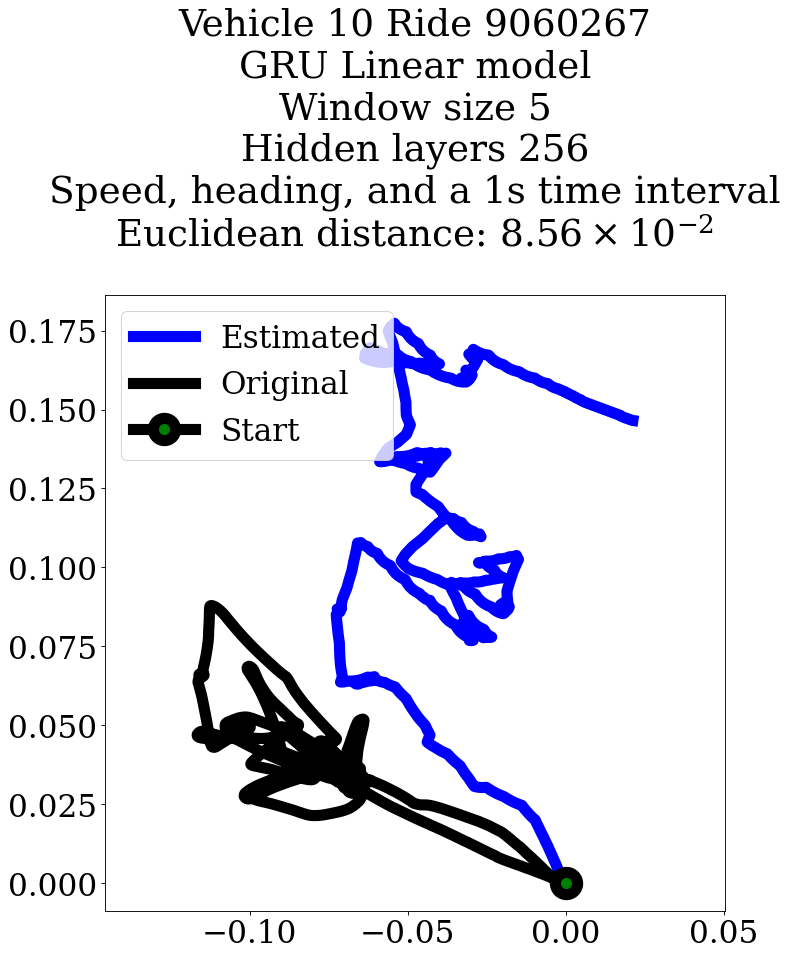 Vehicle 10 Ride 9060267
GRU Linear model
Window size 5
Hidden layers 256
Speed, heading, and a 1s time interval
Euclidean distance: 8.56 × 10⁻²
Estimated
Original
Start
0.175
0.150
0.125
0.100
0.075
0.050
0.025
0.000
−0.10 −0.05 0.00 0.05